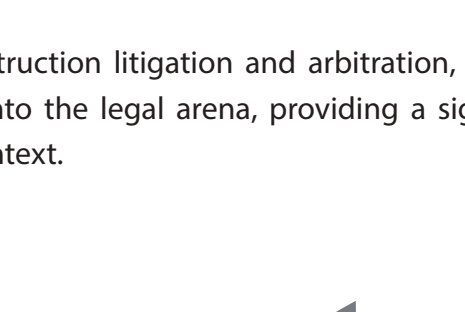 truction litigation and arbitration,
nto the legal arena, providing a sig
ntext.